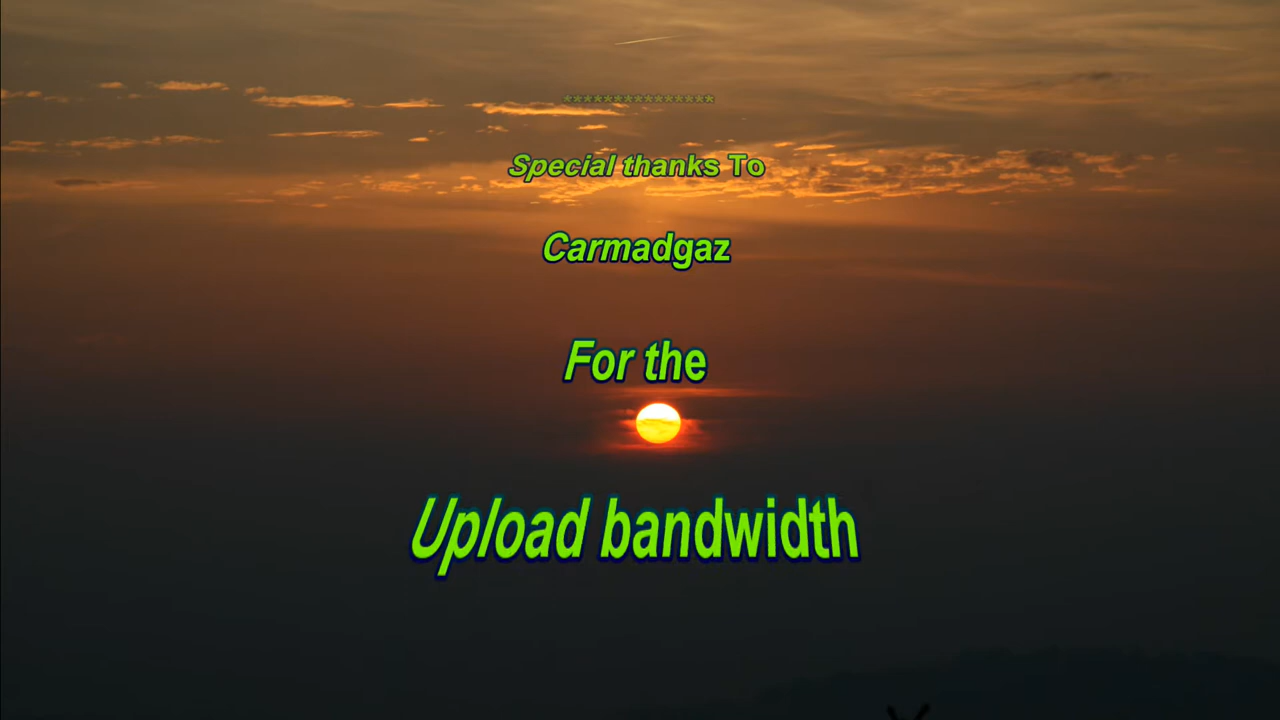 ***************
Special thanks To
Carmadgaz
For the
Upload bandwidth